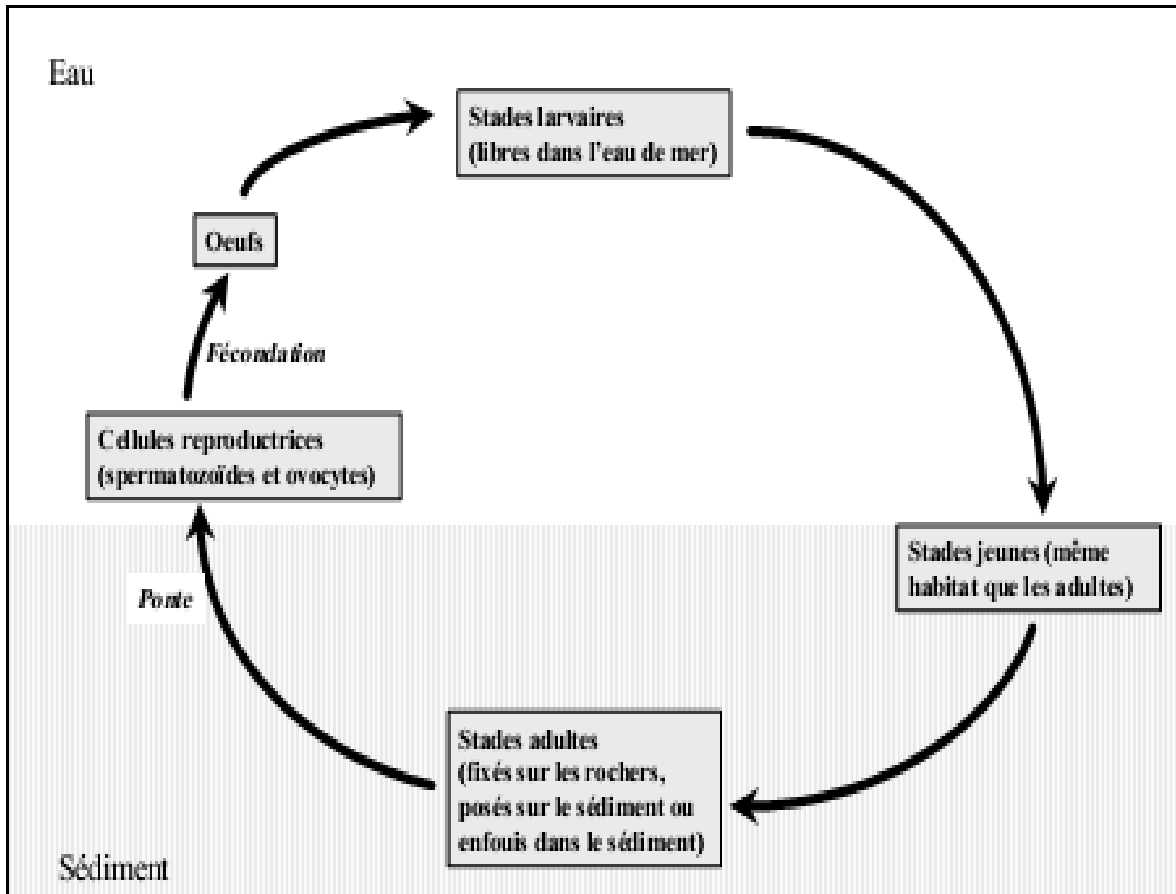 Eau
Stades larvaires
(libres dans l'eau de mer)
Oeufs
Fécondation
Cellules reproductrices
(spermatozoïdes et ovocytes)
Stades jeunes (même
habitat que les adultes)
Ponte
Stades adultes
(fixés sur les rochers,
posés sur le sédiment ou
enfouis dans le sédiment)
Sédiment